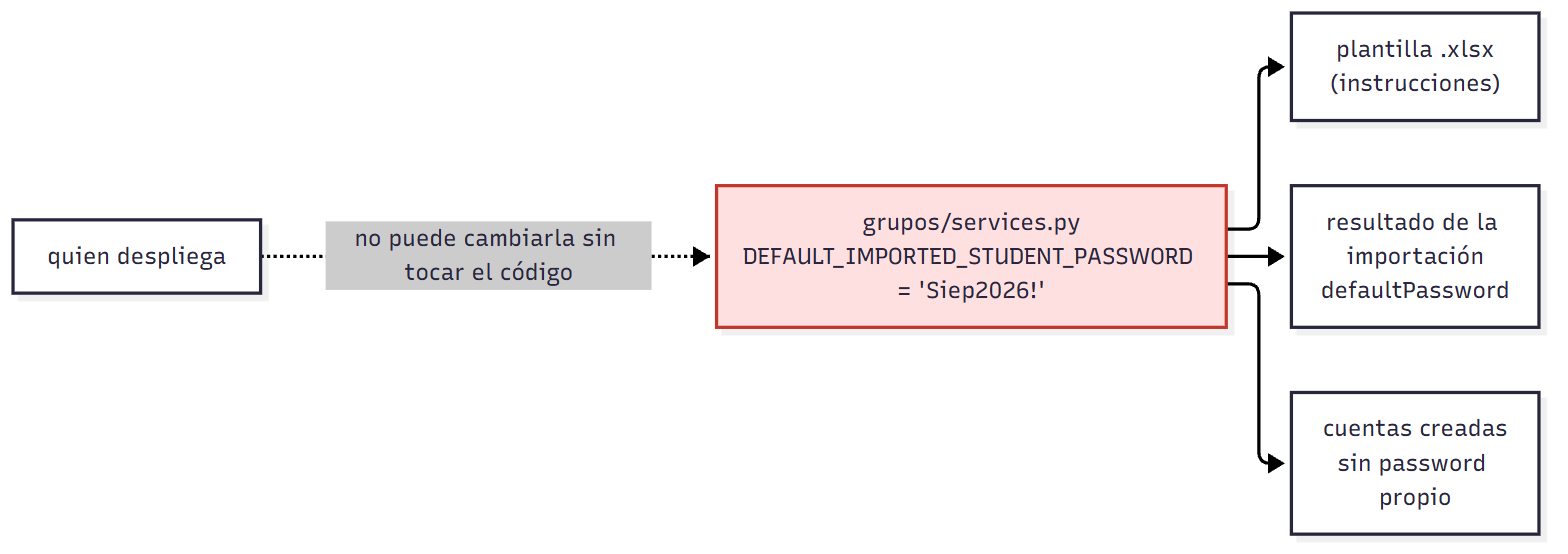 quien despliega
no puede cambiarla sin
tocar el código
grupos/services.py
DEFAULT_IMPORTED_STUDENT_PASSWORD
= 'Siep2026!'
plantilla .xlsx
(instrucciones)
resultado de la
importación
defaultPassword
cuentas creadas
sin password
propio